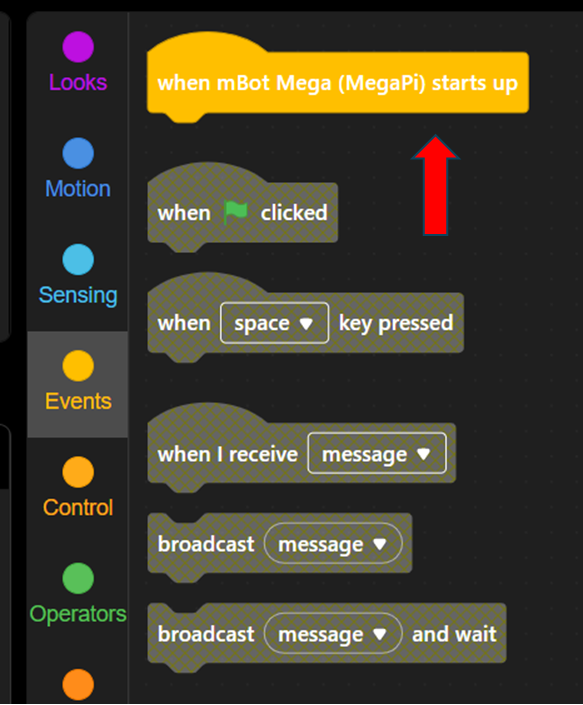 Looks
Motion
Sensing
Events
Control
Operators
when mBot Mega (MegaPi) starts up
when clicked
when space key pressed
when I receive message
broadcast message
broadcast message and wait